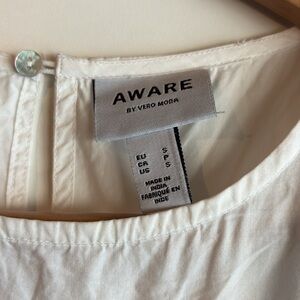 AWARE
BY VERO MODA
EU S
CA P
US S
MADE IN
INDIA
FABRIQUÉ EN
INDE